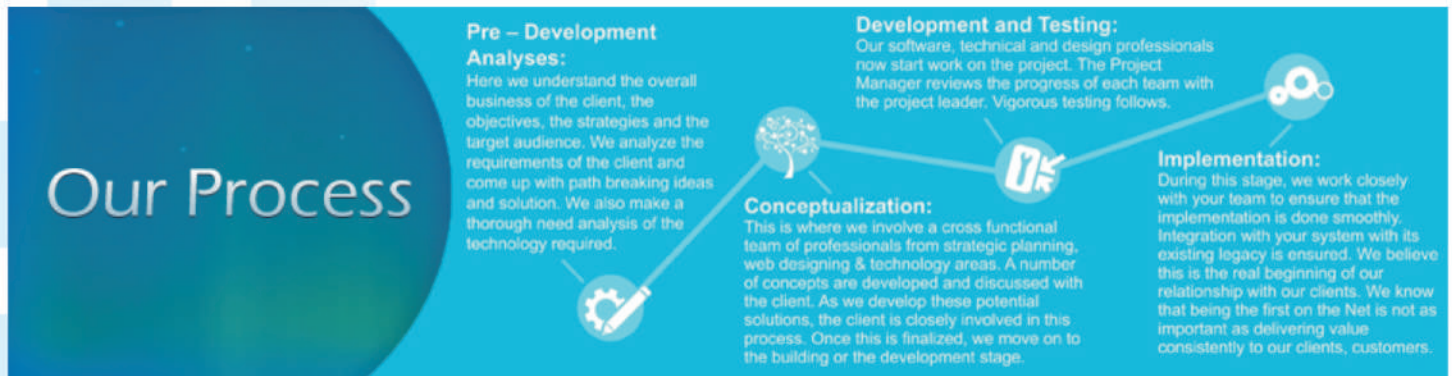 Our Process
Pre – Development
Analyses:
Here we understand the overall
business of the client, the
objectives, the strategies and the
target audience. We analyze the
requirements of the client and
come up with path breaking ideas
and solution. We also make a
thorough need analysis of the
technology required.
Conceptualization:
This is where we involve a cross functional
team of professionals from strategic planning,
web designing & technology areas. A number
of concepts are developed and discussed with
the client. As we develop these potential
solutions, the client is closely involved in this
process. Once this is finalized, we move on to
the building or the development stage.
Development and Testing:
Our software, technical and design professionals
now start work on the project. The Project
Manager reviews the progress of each team with
the project leader. Vigorous testing follows.
Implementation:
During this stage, we work closely
with your team to ensure that the
implementation is done smoothly.
Integration with your system with its
existing legacy is ensured. We believe
this is the real beginning of our
relationship with our clients. We know
that being the first on the Net is not as
important as delivering value
consistently to our clients, customers.